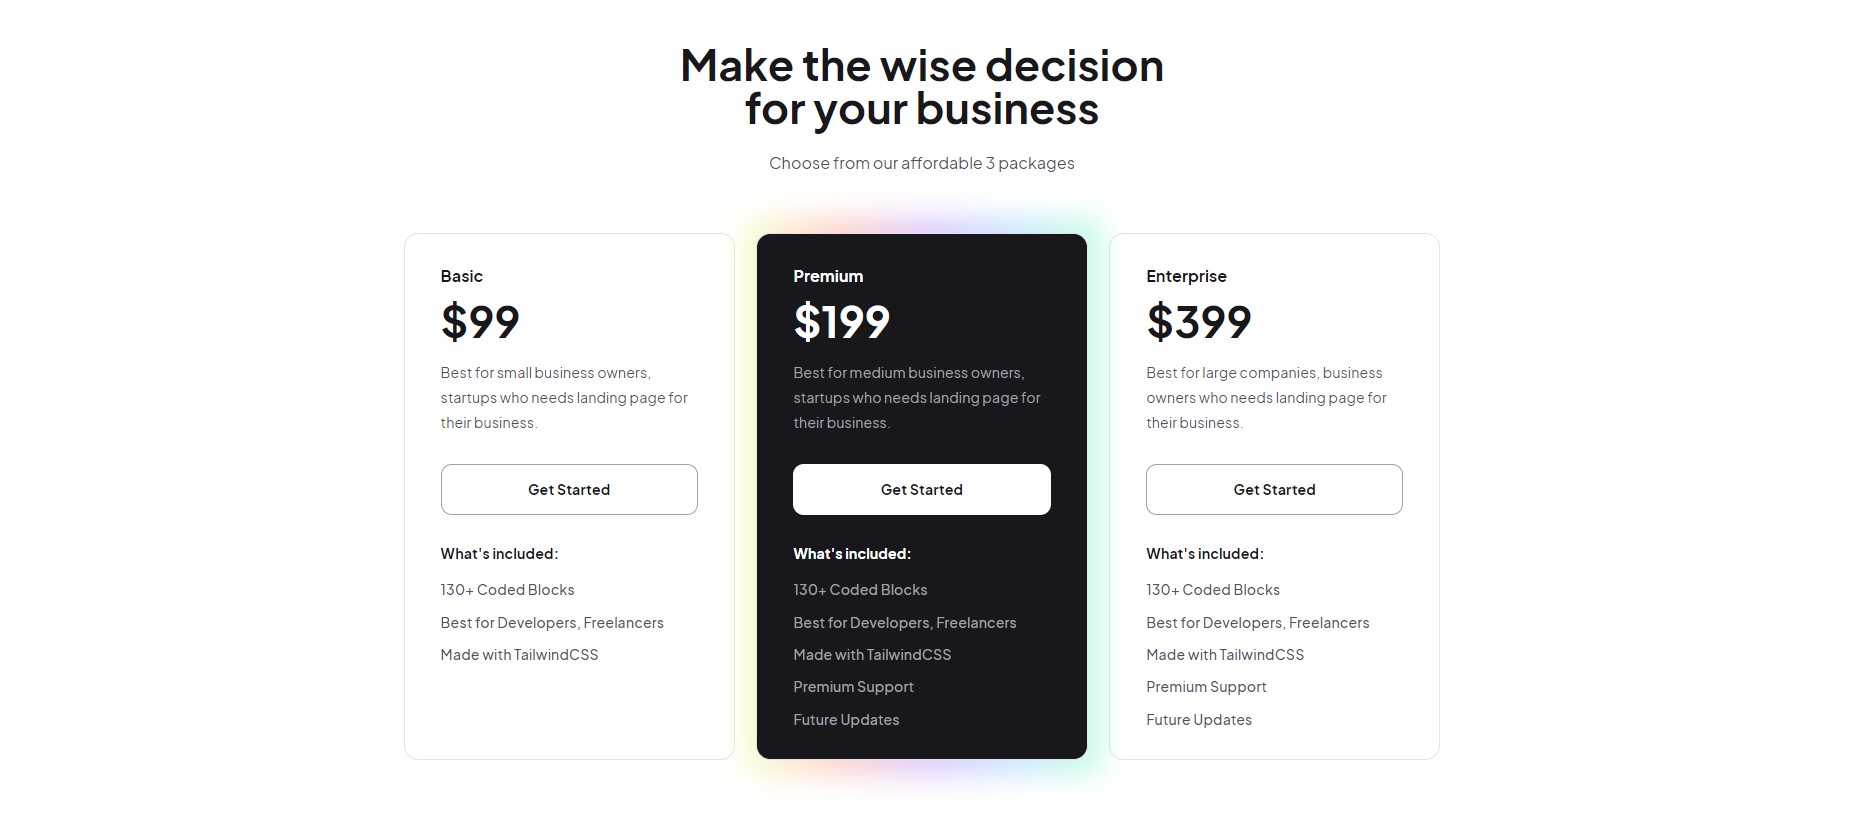 Make the wise decision
for your business
Choose from our affordable 3 packages
Basic
$99
Best for small business owners,
startups who needs landing page for
their business.
Get Started
What's included:
130+ Coded Blocks
Best for Developers, Freelancers
Made with TailwindCSS
Premium
$199
Best for medium business owners,
startups who needs landing page for
their business.
Get Started
What's included:
130+ Coded Blocks
Best for Developers, Freelancers
Made with TailwindCSS
Premium Support
Future Updates
Enterprise
$399
Best for large companies, business
owners who needs landing page for
their business.
Get Started
What's included:
130+ Coded Blocks
Best for Developers, Freelancers
Made with TailwindCSS
Premium Support
Future Updates